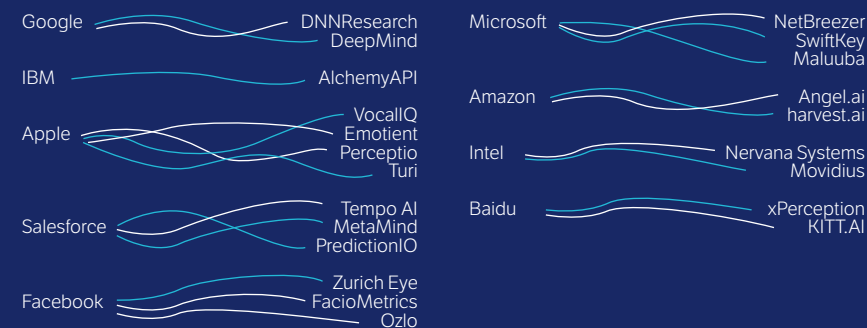 Google
DNNResearch
DeepMind
IBM
AlchemyAPI
Apple
VocalIQ
Emotient
Perceptio
Turi
Salesforce
Tempo AI
MetaMind
PredictionIO
Facebook
Zurich Eye
FacioMetrics
Ozlo
Microsoft
NetBreezer
SwiftKey
Maluuba
Amazon
Angel.ai
harvest.ai
Intel
Nervana Systems
Movidius
Baidu
xPerception
KITT.AI